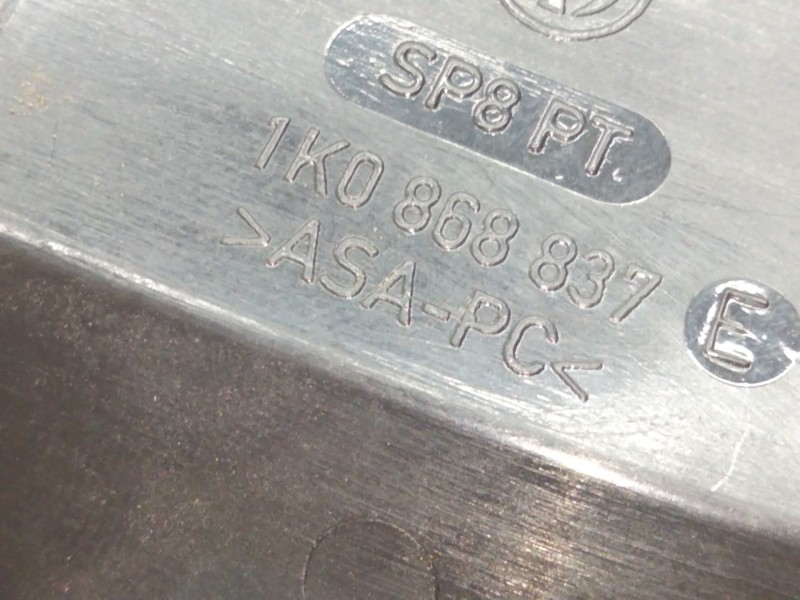 SP8 PT.
1K0 868 837 E
>ASA-PC<